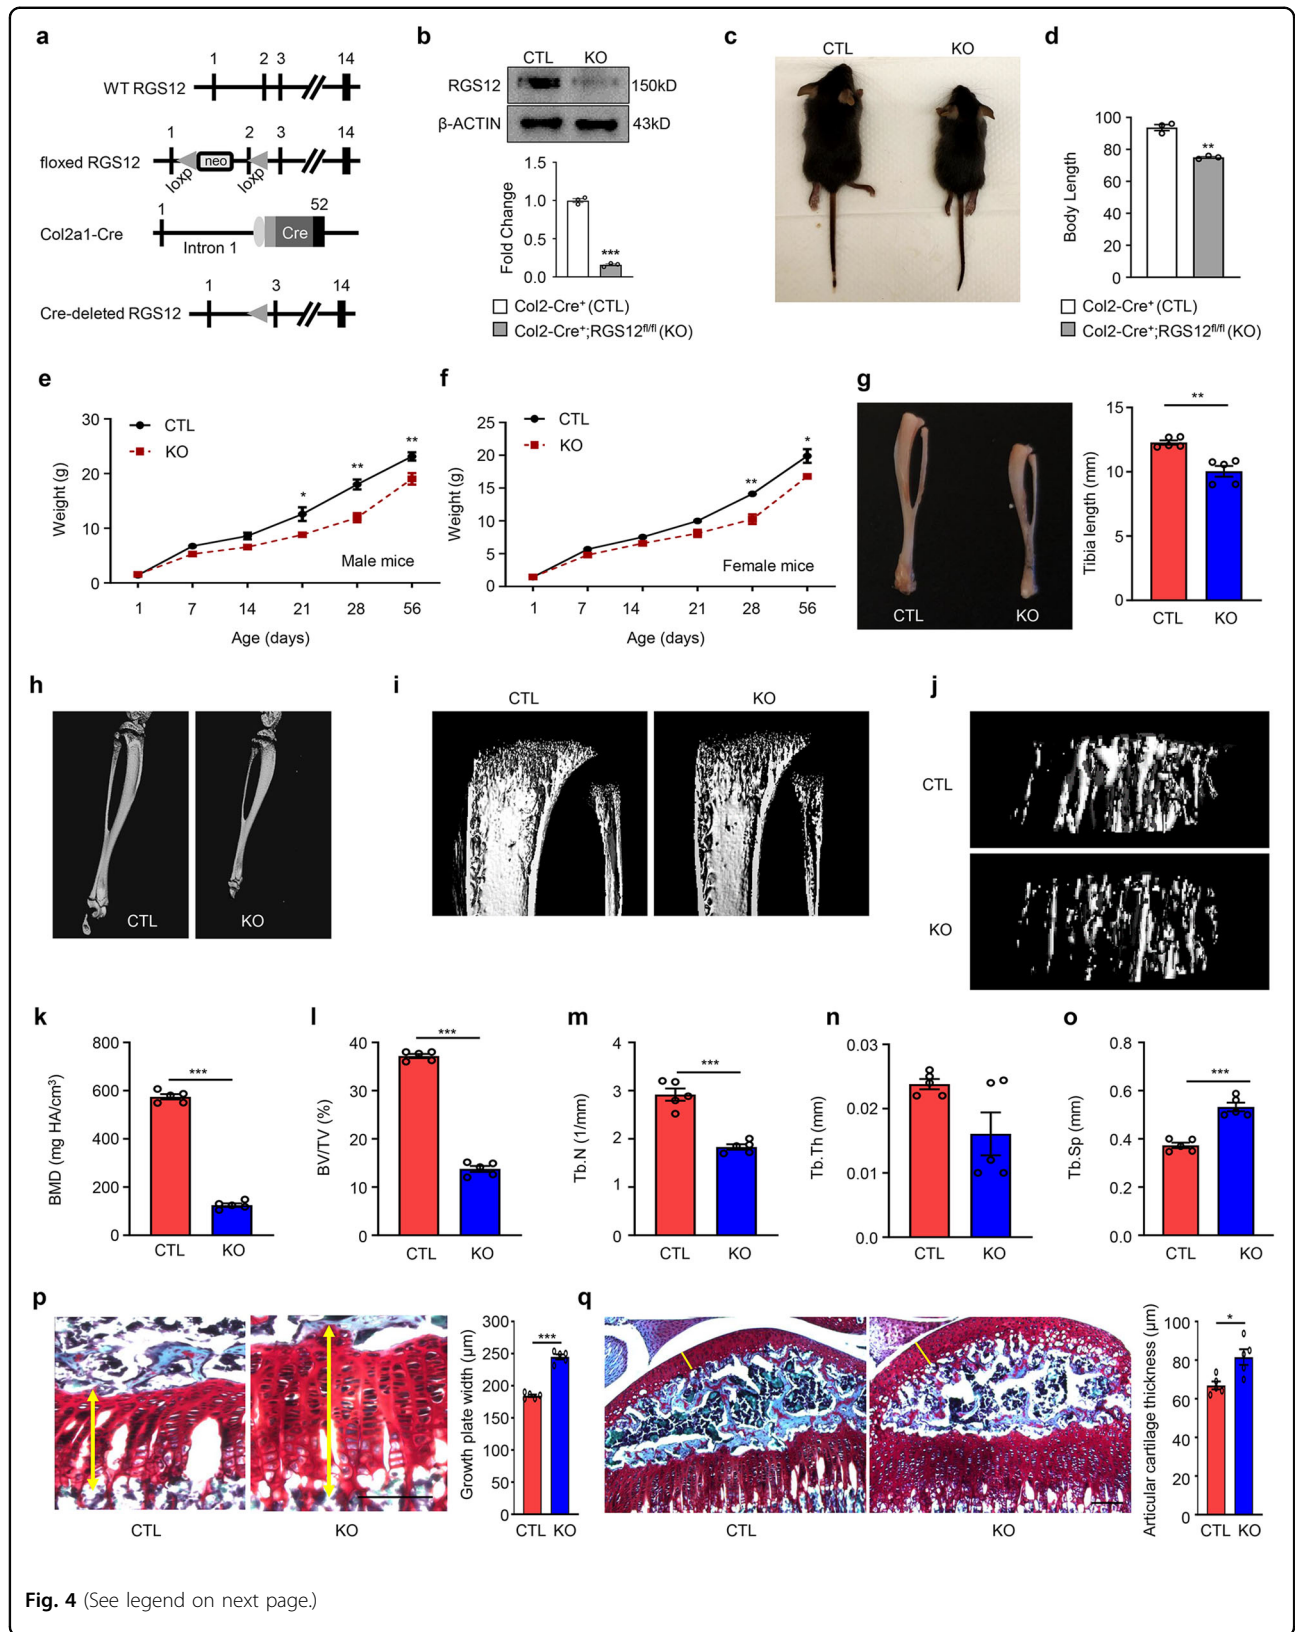 a
WT RGS12
1 2 3 14
floxed RGS12
1 2 3 14
loxp neo loxp
Col2a1-Cre
1 52
Intron 1 Cre
Cre-deleted RGS12
1 3 14
b
CTL KO
RGS12 150kD
β-ACTIN 43kD
Fold Change
1.5
1.0
0.5
0.0
***
Col2-Cre⁺ (CTL)
Col2-Cre⁺;RGS12fl/fl (KO)
c
CTL KO
d
Body Length
100
80
60
40
20
0
**
Col2-Cre⁺ (CTL)
Col2-Cre⁺;RGS12fl/fl (KO)
e
Weight (g)
30
20
10
0
CTL
KO
* ** **
Male mice
1 7 14 21 28 56
Age (days)
f
Weight (g)
25
20
15
10
5
0
CTL
KO
** *
Female mice
1 7 14 21 28 56
Age (days)
g
CTL KO
Tibia length (mm)
15
10
5
0
**
CTL KO
h
CTL KO
i
CTL KO
j
CTL
KO
k
BMD (mg HA/cm³)
800
600
400
200
0
***
CTL KO
l
BV/TV (%)
40
30
20
10
0
***
CTL KO
m
Tb.N (1/mm)
4
3
2
1
0
***
CTL KO
n
Tb.Th (mm)
0.03
0.02
0.01
0.0
CTL KO
o
Tb.Sp (mm)
0.8
0.6
0.4
0.2
0.0
***
CTL KO
p
CTL KO
Growth plate width (μm)
300
250
200
150
100
50
0
***
CTL KO
q
CTL KO
Articular cartilage thickness (μm)
100
80
60
40
20
0
*
CTL KO
Fig. 4 (See legend on next page.)